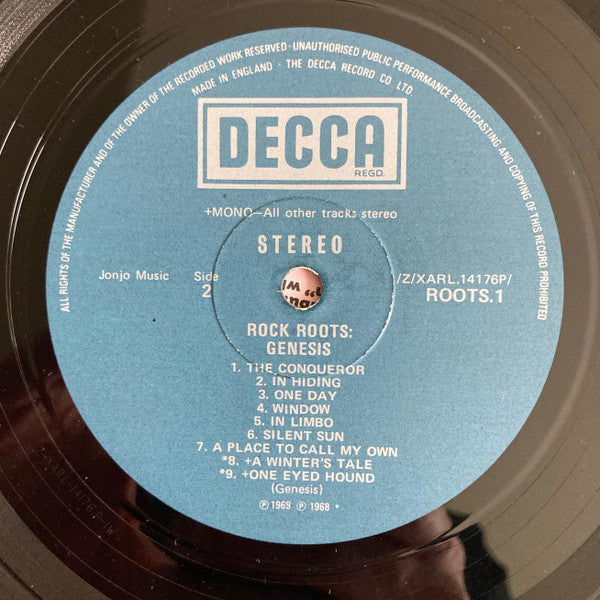 ALL RIGHTS OF THE MANUFACTURER AND OF THE OWNER OF THE RECORDED WORK RESERVED · UNAUTHORISED PUBLIC PERFORMANCE BROADCASTING AND COPYING OF THIS RECORD PROHIBITED
MADE IN ENGLAND · THE DECCA RECORD CO. LTD.
DECCA
REGD.
+MONO-All other tracks stereo
STEREO
Jonjo Music
Side
2
/Z/XARL.14176P/
ROOTS.1
ROCK ROOTS:
GENESIS
1. THE CONQUEROR
2. IN HIDING
3. ONE DAY
4. WINDOW
5. IN LIMBO
6. SILENT SUN
7. A PLACE TO CALL MY OWN
*8. +A WINTER'S TALE
*9. +ONE EYED HOUND
(Genesis)
℗ 1969 ℗ 1968 •